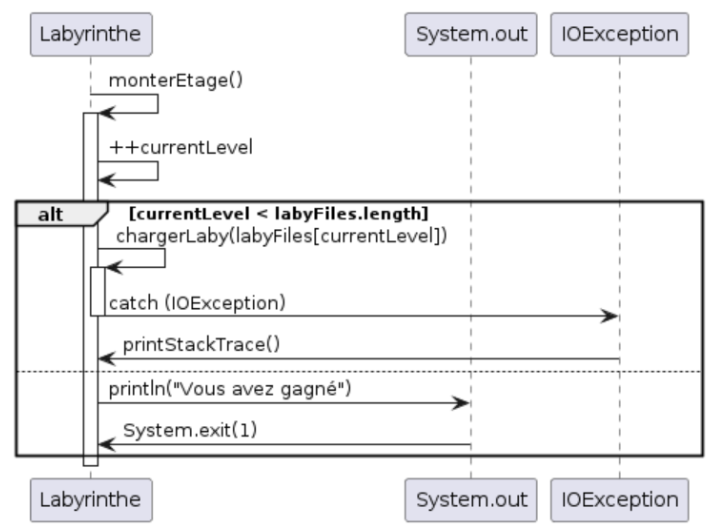 Labyrinthe System.out IOException
monterEtage()
++currentLevel
alt [currentLevel < labyFiles.length]
chargerLaby(labyFiles[currentLevel])
catch (IOException)
printStackTrace()
println("Vous avez gagné")
System.exit(1)
Labyrinthe System.out IOException